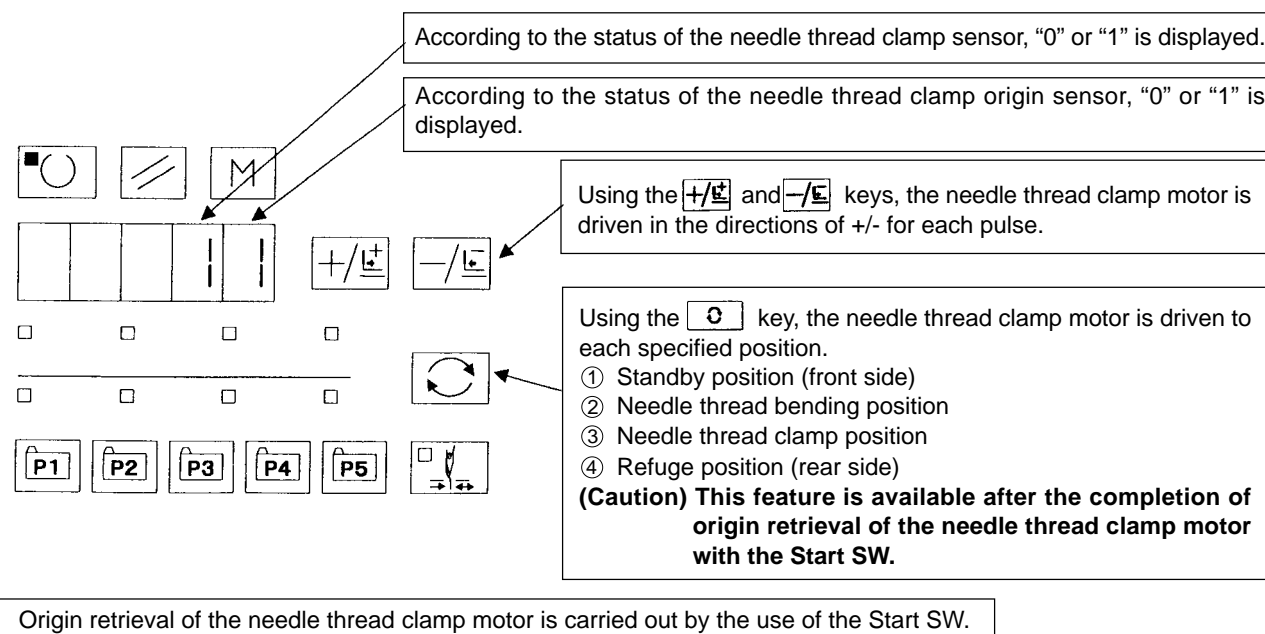 According to the status of the needle thread clamp sensor, “0” or “1” is displayed.
According to the status of the needle thread clamp origin sensor, “0” or “1” is
displayed.
M
Using the +/ and −/ keys, the needle thread clamp motor is
driven in the directions of +/- for each pulse.
1 1
+/ −/
Using the key, the needle thread clamp motor is driven to
each specified position.
① Standby position (front side)
② Needle thread bending position
③ Needle thread clamp position
④ Refuge position (rear side)
(Caution) This feature is available after the completion of
origin retrieval of the needle thread clamp motor
with the Start SW.
P1 P2 P3 P4 P5
Origin retrieval of the needle thread clamp motor is carried out by the use of the Start SW.